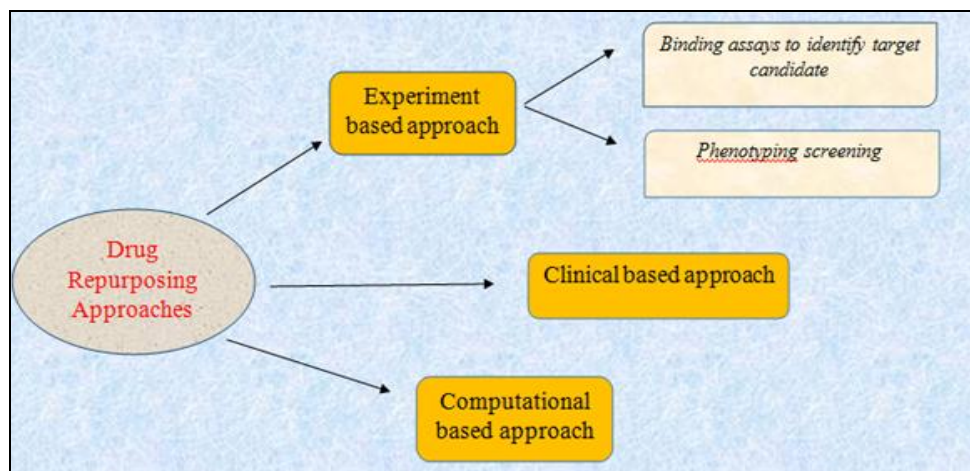 Binding assays to identify target
candidate
Experiment
based approach
Phenotyping screening
Drug
Repurposing
Approaches
Clinical based approach
Computational
based approach